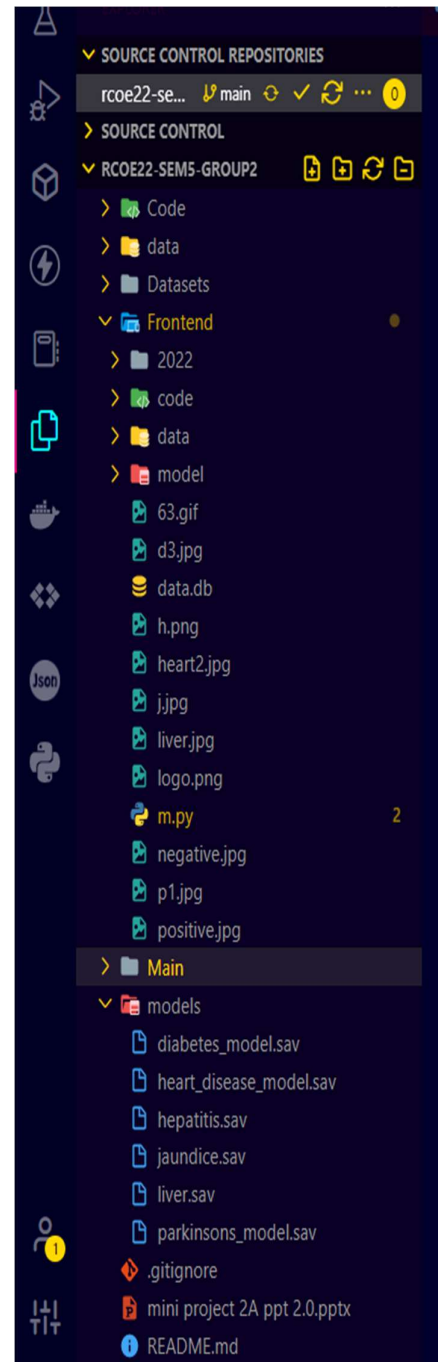 SOURCE CONTROL REPOSITORIES
rcoe22-se... main 0
SOURCE CONTROL
RCOE22-SEM5-GROUP2
Code
data
Datasets
Frontend
2022
code
data
model
63.gif
d3.jpg
data.db
h.png
heart2.jpg
j.jpg
liver.jpg
Json
logo.png
m.py 2
negative.jpg
p1.jpg
positive.jpg
Main
models
diabetes_model.sav
heart_disease_model.sav
hepatitis.sav
jaundice.sav
liver.sav
parkinsons_model.sav
1
.gitignore
mini project 2A ppt 2.0.pptx
README.md